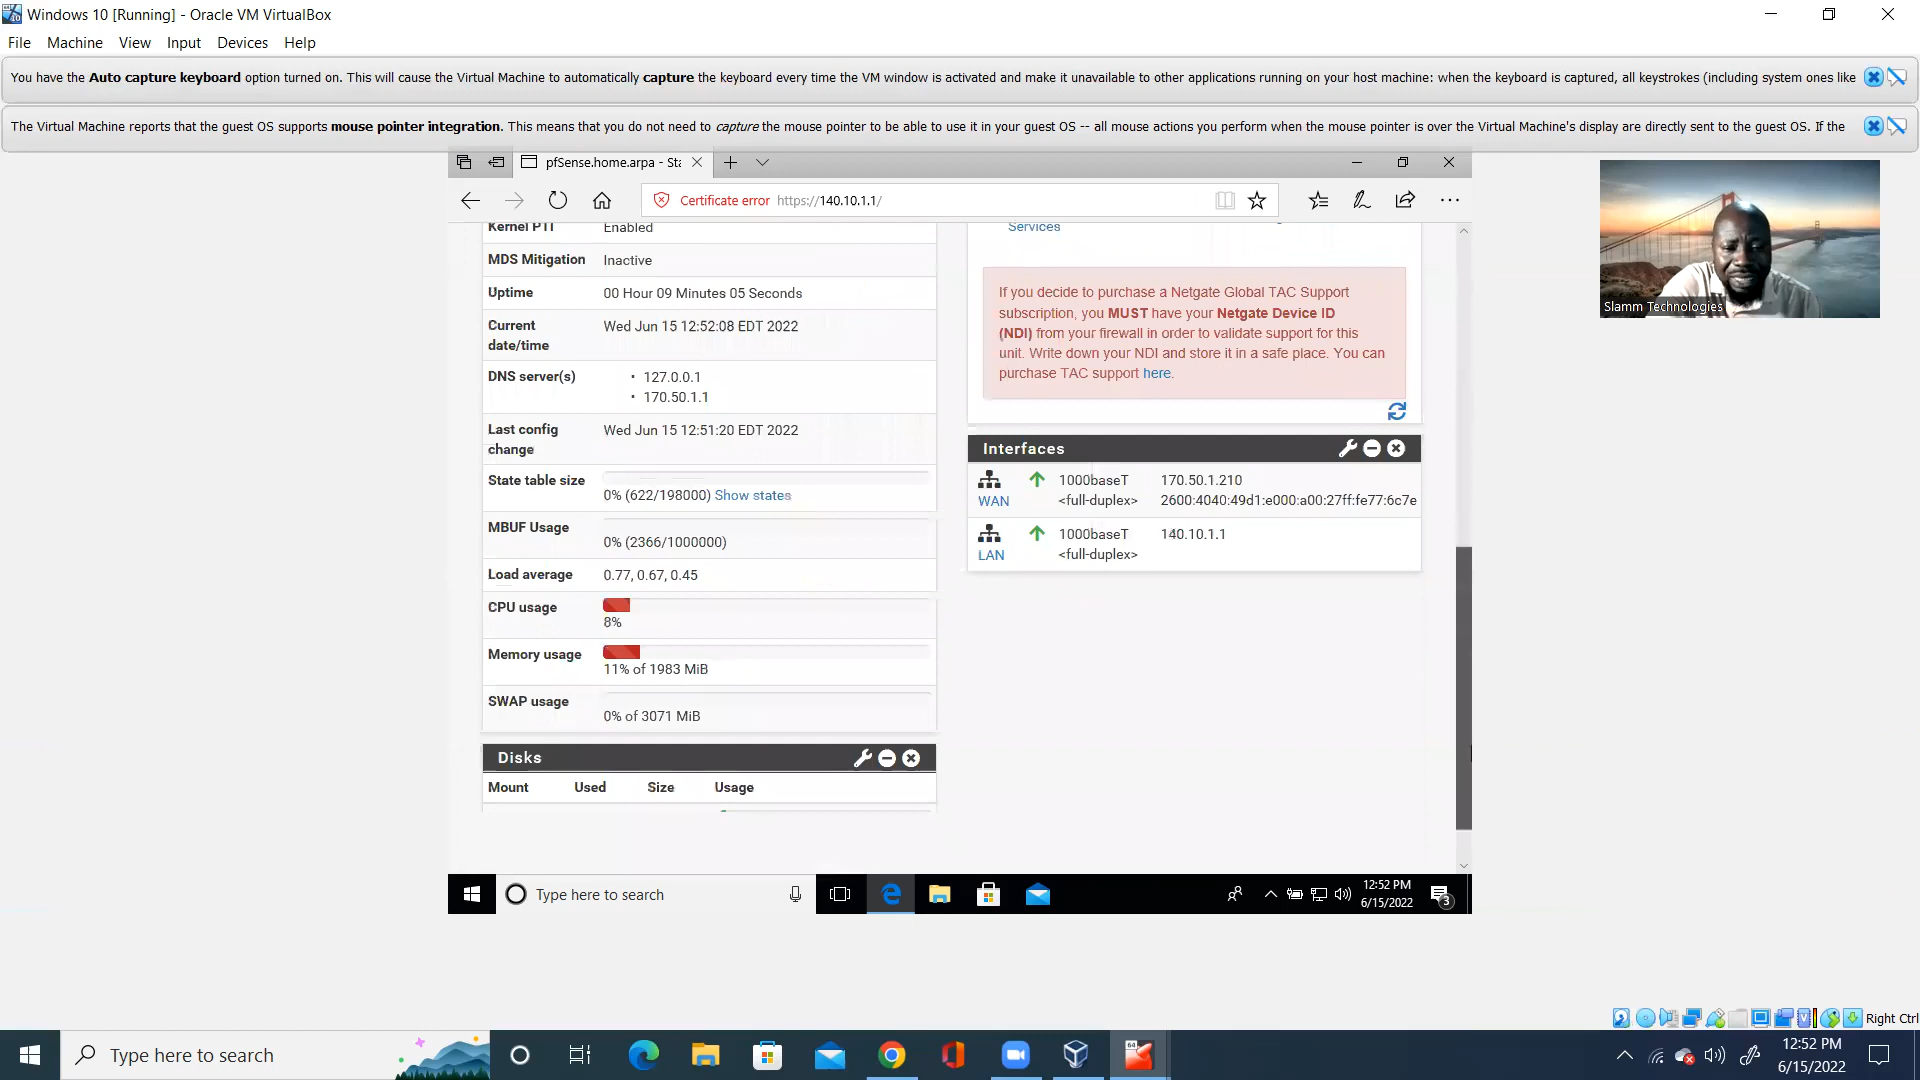 Windows 10 [Running] - Oracle VM VirtualBox
File Machine View Input Devices Help
You have the Auto capture keyboard option turned on. This will cause the Virtual Machine to automatically capture the keyboard every time the VM window is activated and make it unavailable to other applications running on your host machine: when the keyboard is captured, all keystrokes (including system ones like
The Virtual Machine reports that the guest OS supports mouse pointer integration. This means that you do not need to capture the mouse pointer to be able to use it in your guest OS -- all mouse actions you perform when the mouse pointer is over the Virtual Machine's display are directly sent to the guest OS. If the
pfSense.home.arpa - Sta
Certificate error https://140.10.1.1/
Kernel PTI Enabled
MDS Mitigation Inactive
Uptime 00 Hour 09 Minutes 05 Seconds
Current date/time Wed Jun 15 12:52:08 EDT 2022
DNS server(s)
• 127.0.0.1
• 170.50.1.1
Last config change Wed Jun 15 12:51:20 EDT 2022
State table size
0% (622/198000) Show states
MBUF Usage
0% (2366/1000000)
Load average 0.77, 0.67, 0.45
CPU usage
8%
Memory usage
11% of 1983 MiB
SWAP usage
0% of 3071 MiB
Disks
Mount Used Size Usage
Services
If you decide to purchase a Netgate Global TAC Support
subscription, you MUST have your Netgate Device ID
(NDI) from your firewall in order to validate support for this
unit. Write down your NDI and store it in a safe place. You can
purchase TAC support here.
Interfaces
WAN 1000baseT <full-duplex> 170.50.1.210
2600:4040:49d1:e000:a00:27ff:fe77:6c7e
LAN 1000baseT <full-duplex> 140.10.1.1
Slamm Technologies
Type here to search
12:52 PM
6/15/2022
3
Right Ctrl
Type here to search
12:52 PM
6/15/2022